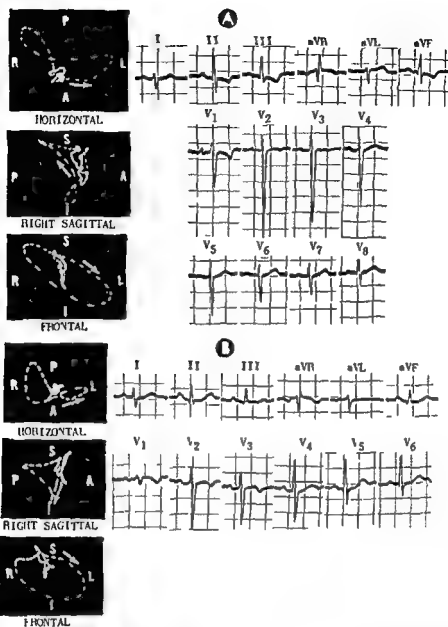 A
P
R L
A
HORIZONTAL
I II III aVR aVL aVF
S
P A
I
RIGHT SAGITTAL
V1 V2 V3 V4
S
R L
I
FRONTAL
V5 V6 V7 V8
B
P
R L
A
HORIZONTAL
I II III aVR aVL aVF
S
P A
I
RIGHT SAGITTAL
V1 V2 V3 V4 V5 V6
S
R L
I
FRONTAL